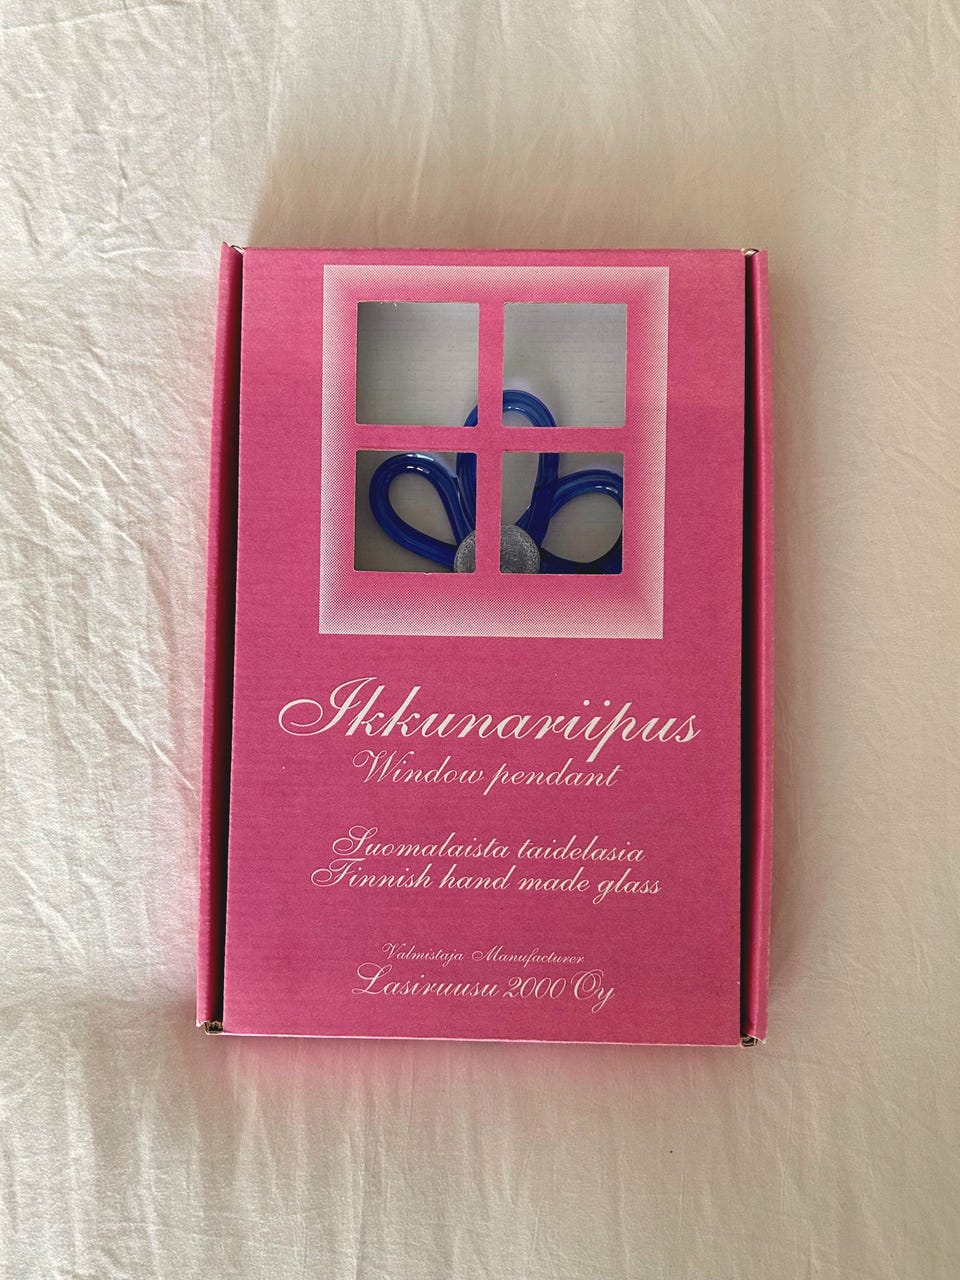 Ikkunariipus
Window pendant
Suomalaista taidelasia
Finnish hand made glass
Valmistaja Manufacturer
Lasiruusu 2000 Oy